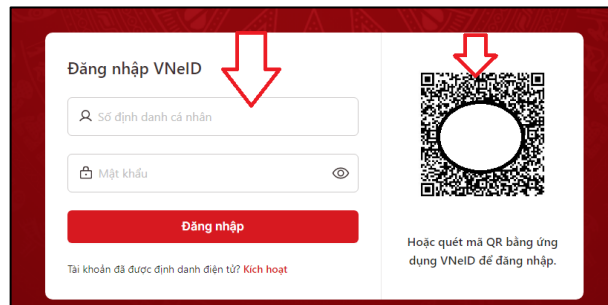 Đăng nhập VNeID
Số định danh cá nhân
Mật khẩu
Đăng nhập
Tài khoản đã được định danh điện tử? Kích hoạt
Hoặc quét mã QR bằng ứng
dụng VNeID để đăng nhập.